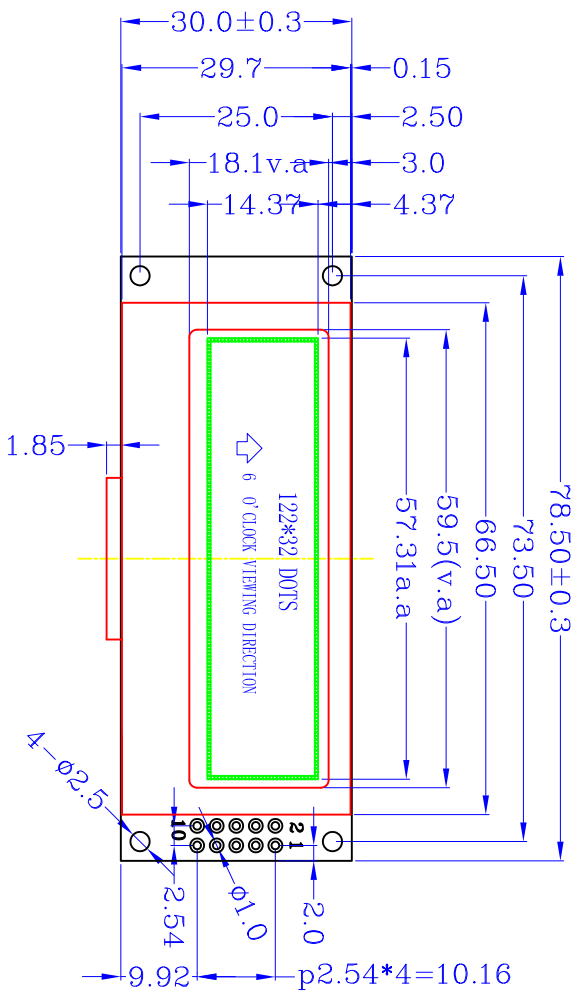 30.0±0.3
29.7
0.15
25.0
2.50
18.1v.a
3.0
14.37
4.37
1.85
6 O'CLOCK VIEWING DIRECTION
122*32 DOTS
57.31a.a
59.5(v.a)
66.50
73.50
78.50±0.3
4-ø2.5
10
2
1
2.54
ø1.0
2.0
9.92
p2.54*4=10.16